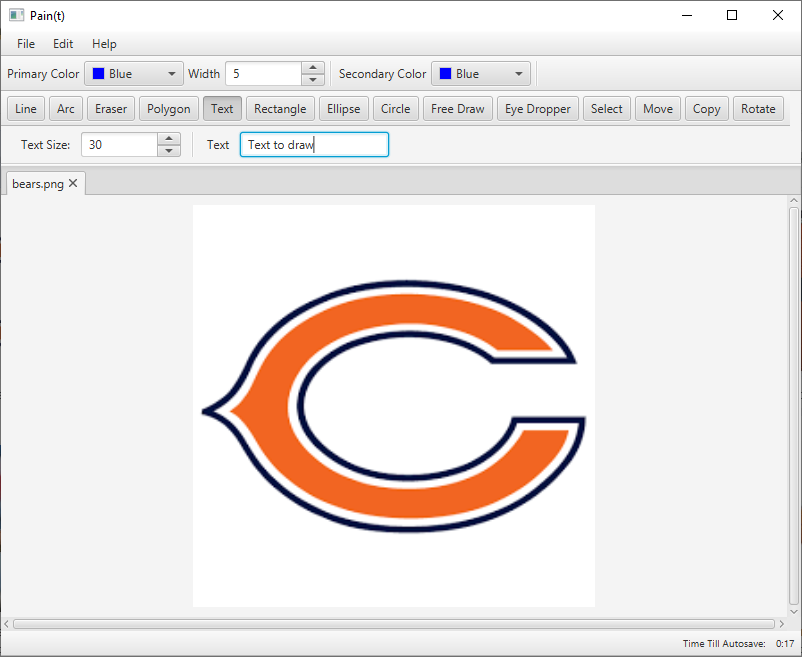 Pain(t)
File Edit Help
Primary Color Blue Width 5 Secondary Color Blue
Line Arc Eraser Polygon Text Rectangle Ellipse Circle Free Draw Eye Dropper Select Move Copy Rotate
Text Size: 30 Text Text to draw
bears.png
Time Till Autosave: 0:17